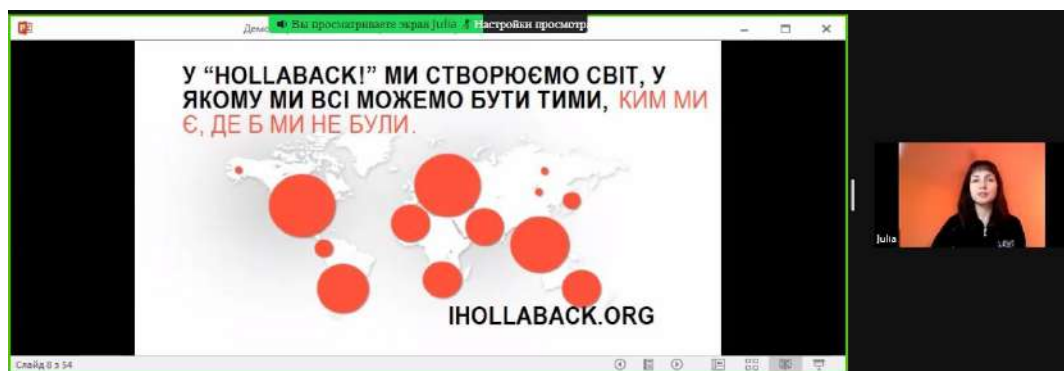 Вы просматриваете экран Julia
Настройки просмотра
У “HOLLABACK!” МИ СТВОРЮЄМО СВІТ, У
ЯКОМУ МИ ВСІ МОЖЕМО БУТИ ТИМИ, КИМ МИ
Є, ДЕ Б МИ НЕ БУЛИ.
IHOLLABACK.ORG
Julia
Слайд 8 з 54